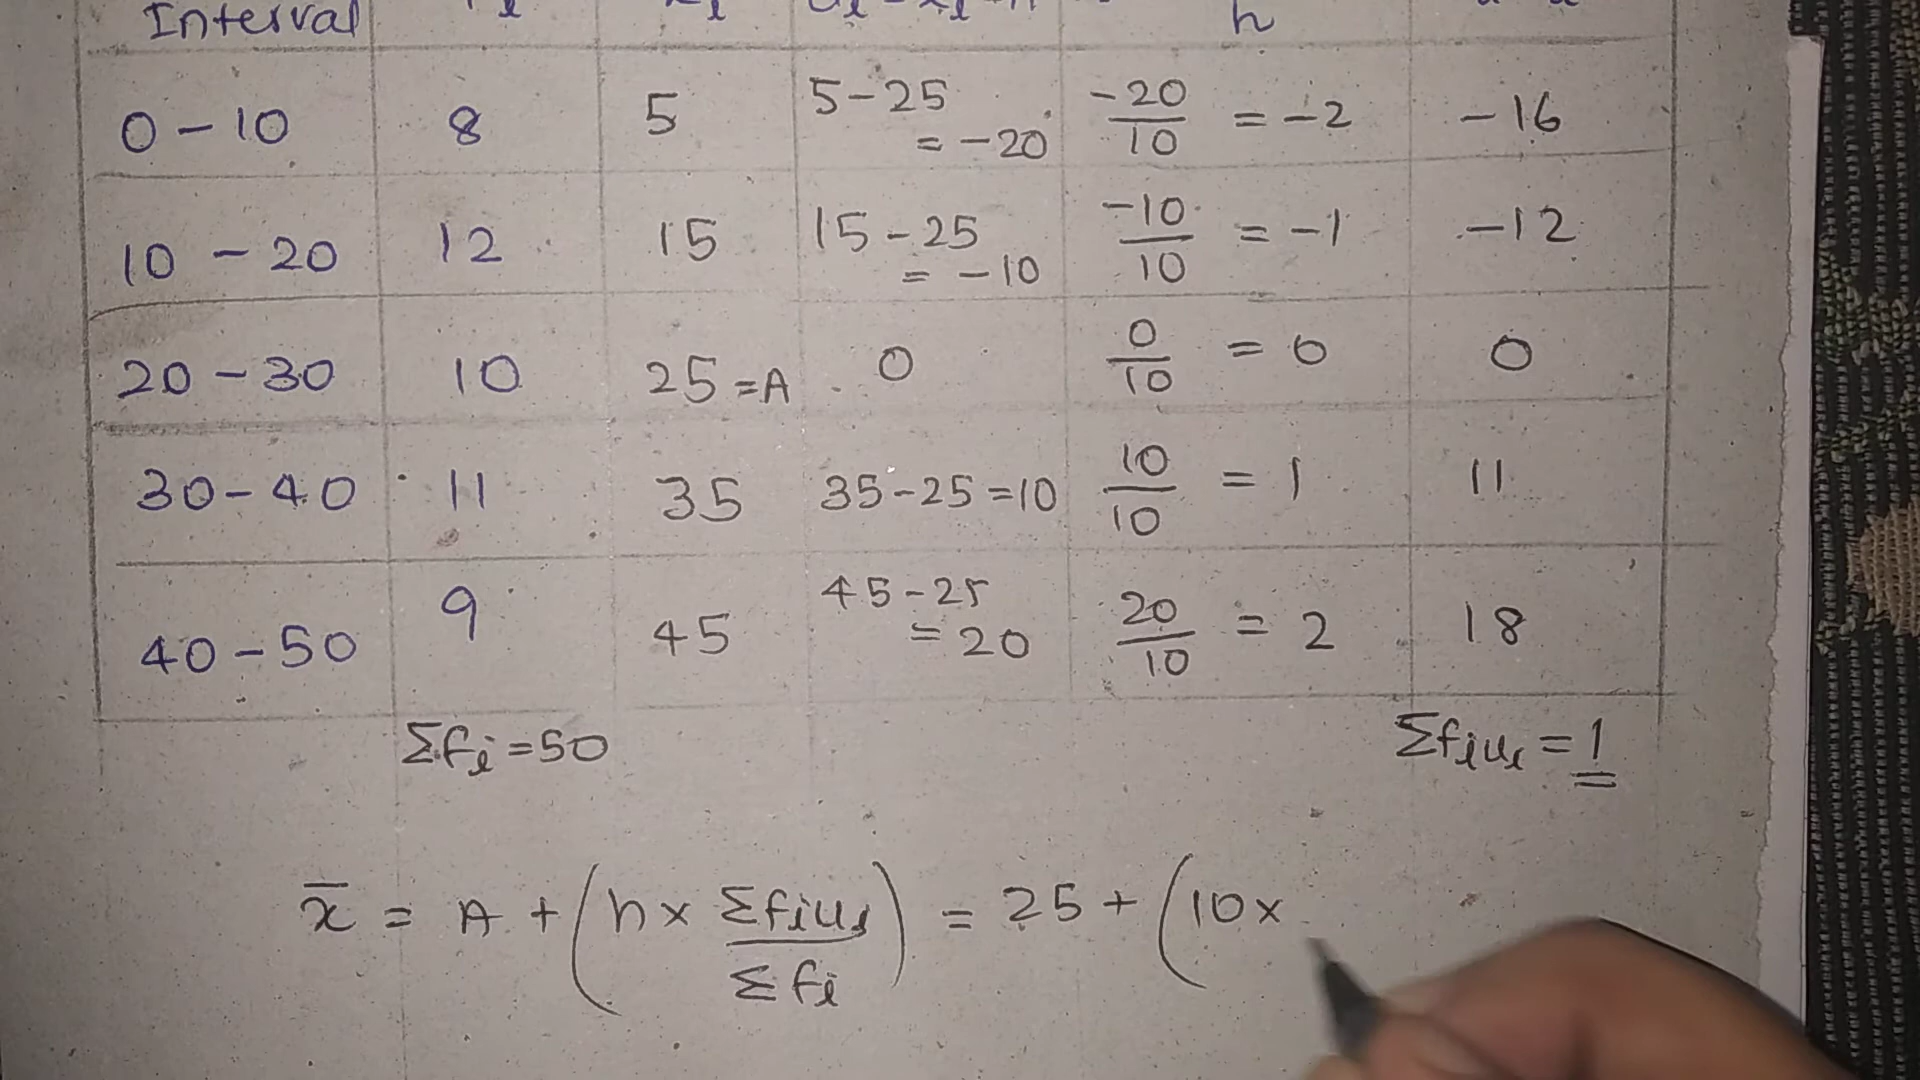 Interval h
0-10 8 5 5-25 = -20 -20/10 = -2 -16
10-20 12 15 15-25 = -10 -10/10 = -1 -12
20-30 10 25=A 0 0/10 = 0 0
30-40 11 35 35-25=10 10/10 = 1 11
40-50 9 45 45-25 = 20 20/10 = 2 18
Σfi=50 Σfiui=1
x̄ = A + (h× Σfiui/Σfi) = 25+ (10×